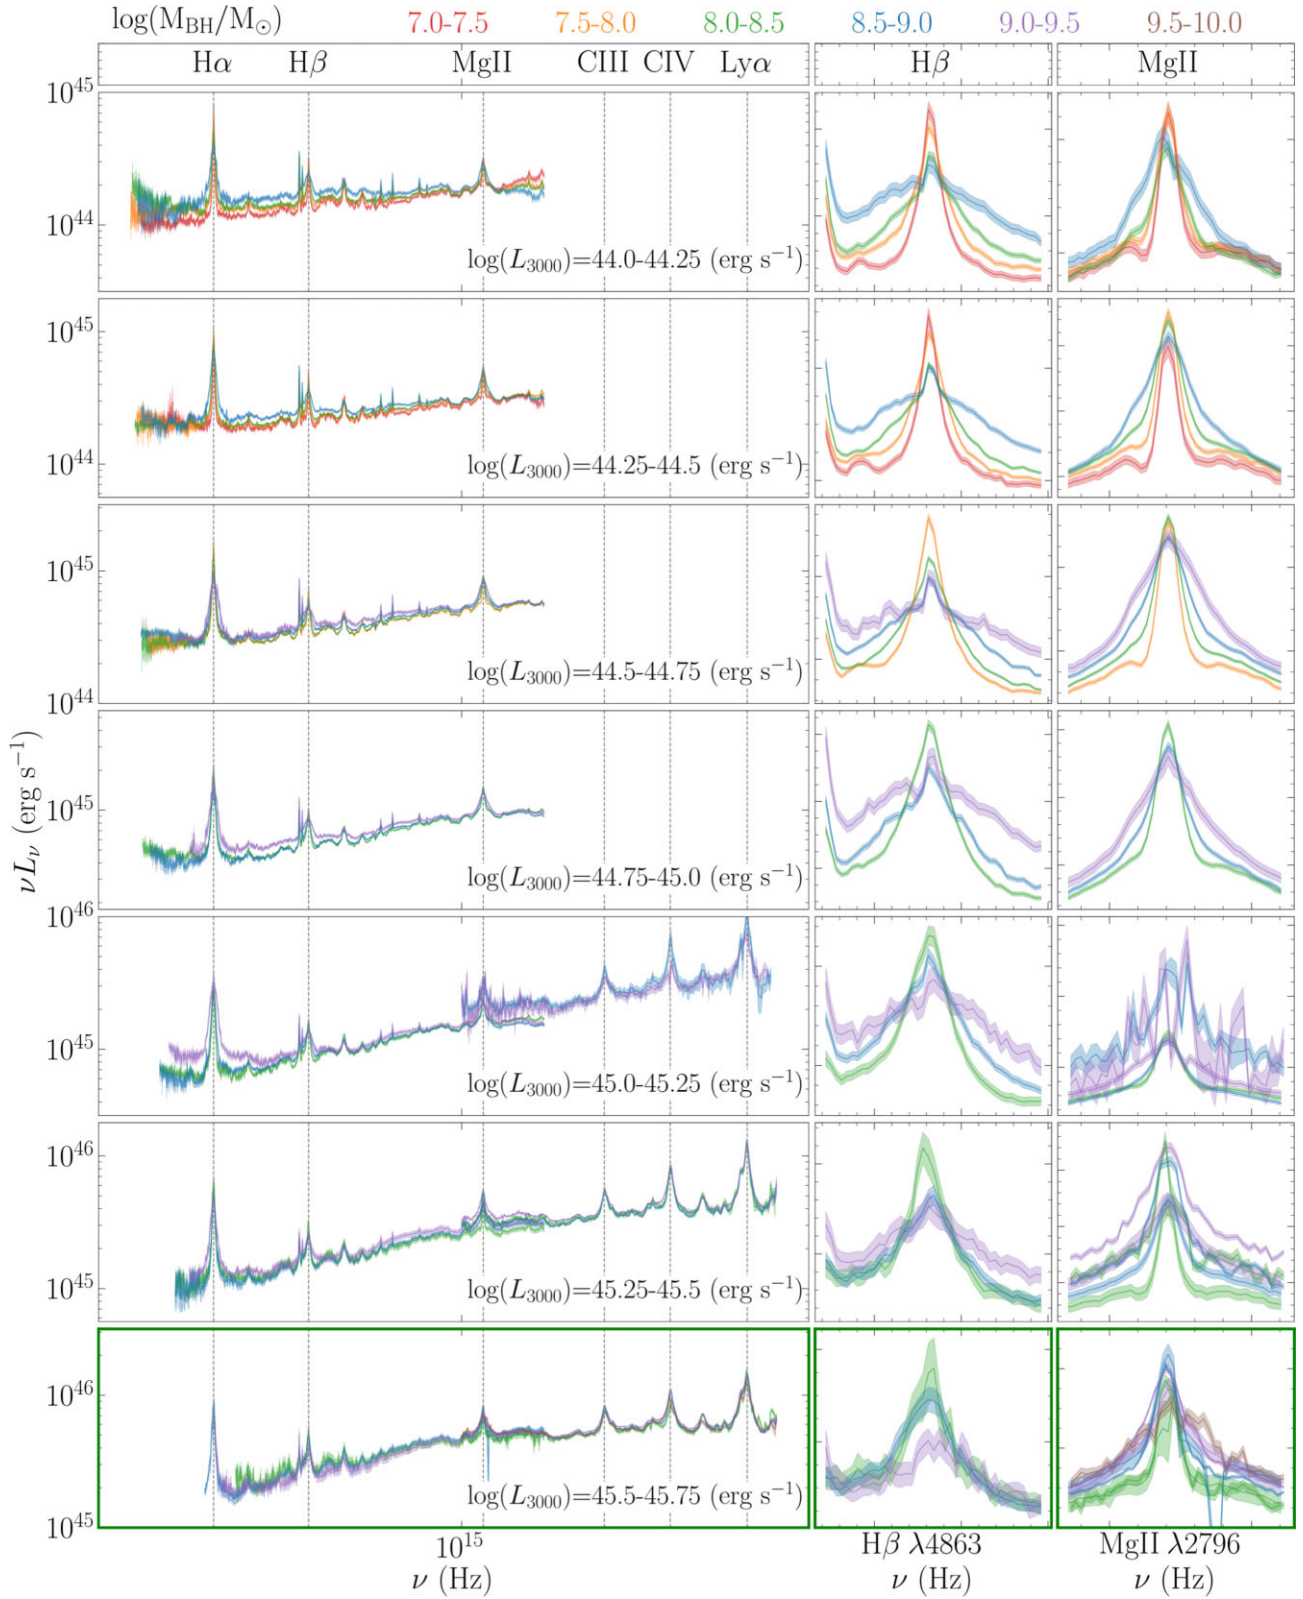 log(M_BH/M_⊙) 7.0-7.5 7.5-8.0 8.0-8.5 8.5-9.0 9.0-9.5 9.5-10.0
Hα Hβ MgII CIII CIV Lyα Hβ MgII
10^45
10^44
log(L_3000)=44.0-44.25 (erg s^−1)
10^45
10^44
log(L_3000)=44.25-44.5 (erg s^−1)
10^45
log(L_3000)=44.5-44.75 (erg s^−1)
10^44
10^45
log(L_3000)=44.75-45.0 (erg s^−1)
νL_ν (erg s^−1)
10^46
10^45
log(L_3000)=45.0-45.25 (erg s^−1)
10^46
10^45
log(L_3000)=45.25-45.5 (erg s^−1)
10^46
log(L_3000)=45.5-45.75 (erg s^−1)
10^45
10^15 Hβ λ4863 MgII λ2796
ν (Hz) ν (Hz) ν (Hz)